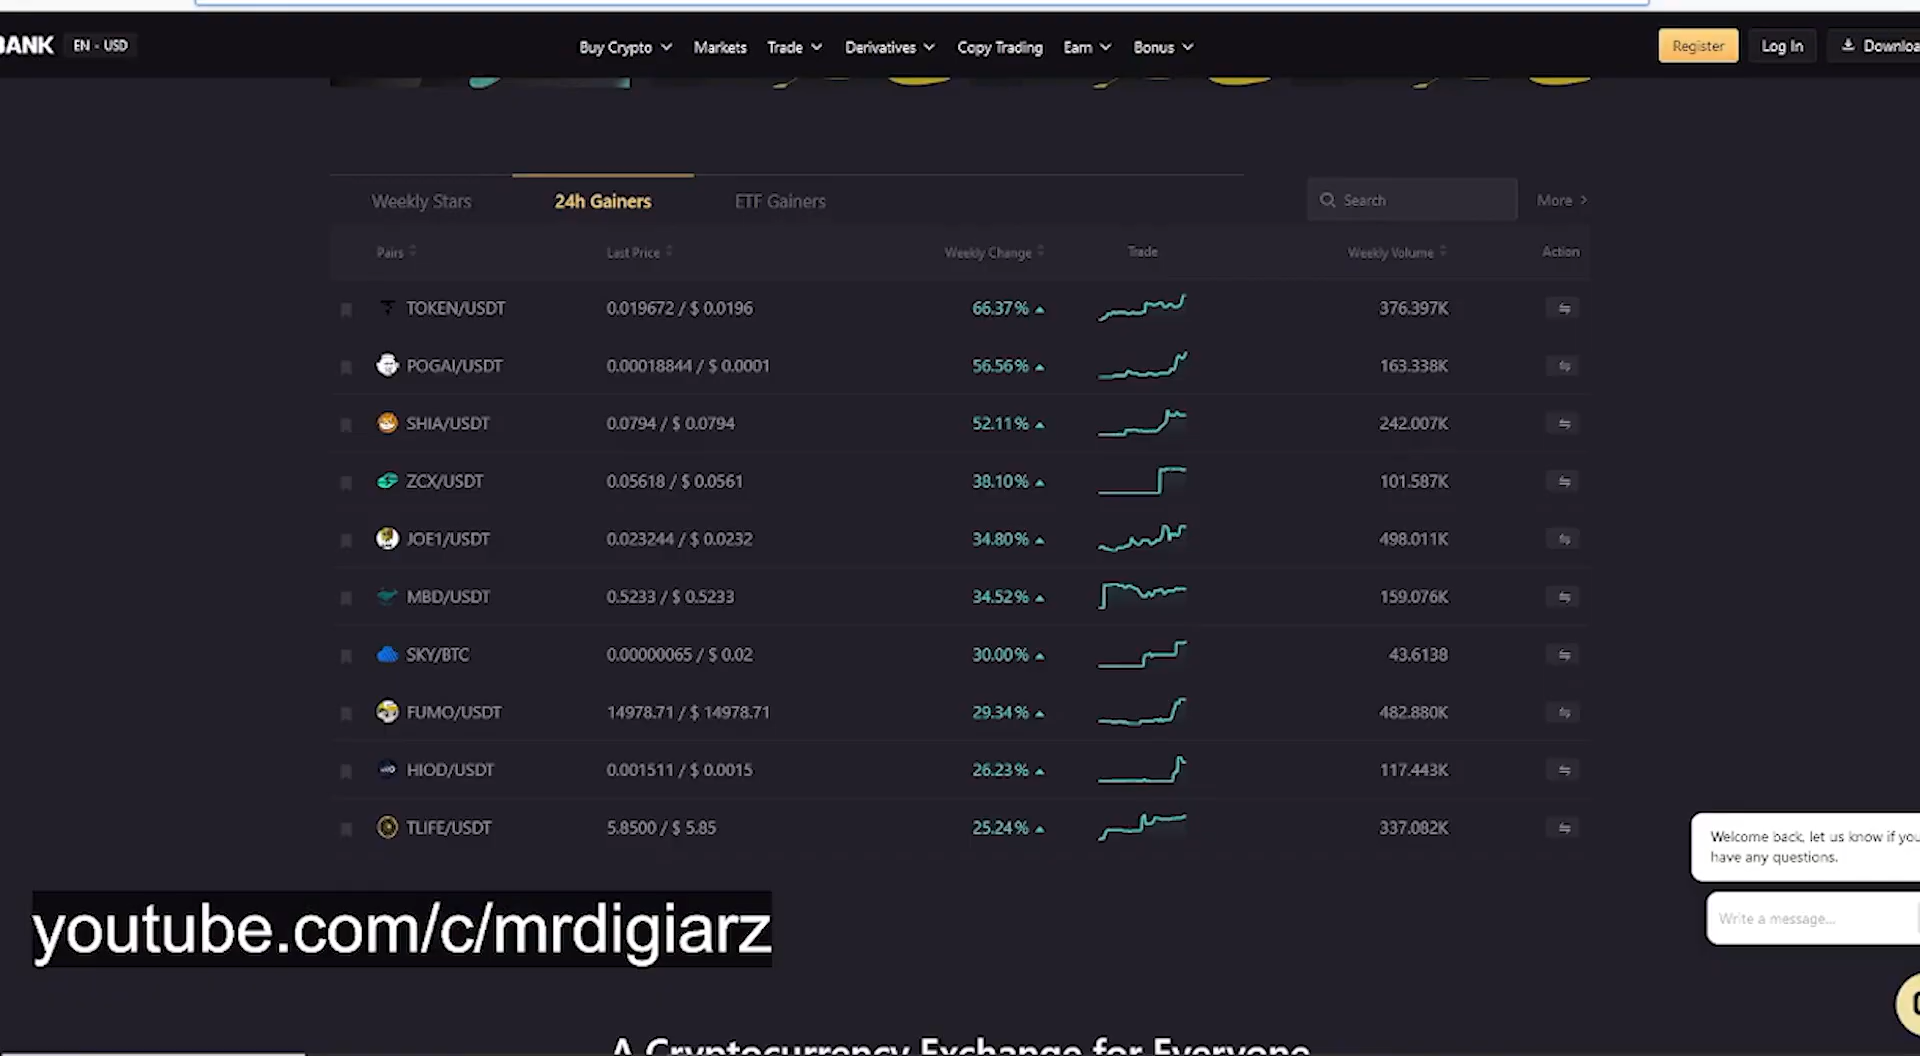 BANK EN - USD Buy Crypto Markets Trade Derivatives Copy Trading Earn Bonus Register Log In Downloa
Weekly Stars 24h Gainers ETF Gainers Search More >
Pairs Last Price Weekly Change Trade Weekly Volume Action
TOKEN/USDT 0.019672 / $ 0.0196 66.37% 376.397K
POGAI/USDT 0.00018844 / $ 0.0001 56.56% 163.338K
SHIA/USDT 0.0794 / $ 0.0794 52.11% 242.007K
ZCX/USDT 0.05618 / $ 0.0561 38.10% 101.587K
JOE1/USDT 0.023244 / $ 0.0232 34.80% 498.011K
MBD/USDT 0.5233 / $ 0.5233 34.52% 159.076K
SKY/BTC 0.00000065 / $ 0.02 30.00% 43.6138
FUMO/USDT 14978.71 / $ 14978.71 29.34% 482.880K
HIOD/USDT 0.001511 / $ 0.0015 26.23% 117.443K
TLIFE/USDT 5.8500 / $ 5.85 25.24% 337.082K
Welcome back, let us know if you
have any questions.
Write a message...
youtube.com/c/mrdigiarz
A Cryptocurrency Exchange for Everyone